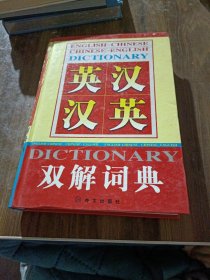 ENGLISH-CHINESE
CHINESE-ENGLISH
DICTIONARY
英汉
汉英
DICTIONARY
双解词典